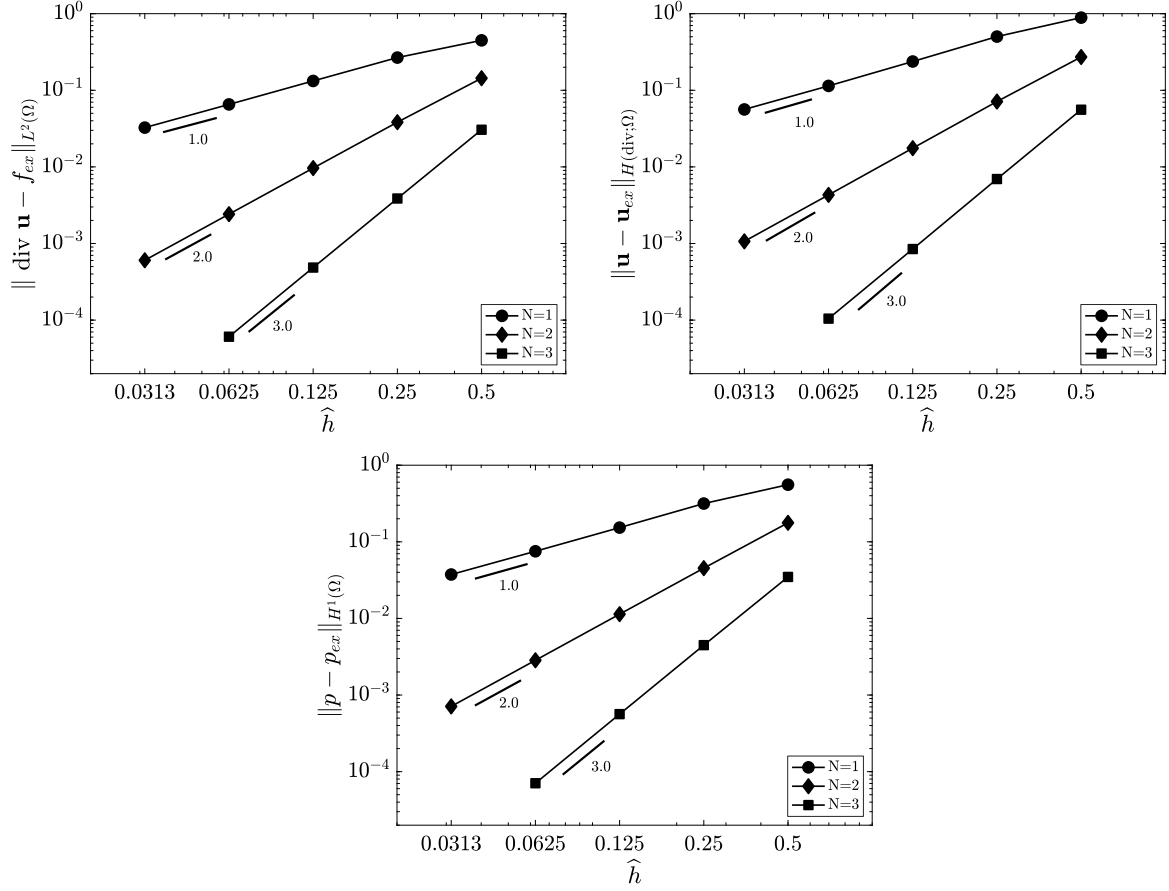 10^0
10^-1
10^-2
10^-3
10^-4
|| div u − f_ex ||_L²(Ω)
1.0
2.0
3.0
N=1
N=2
N=3
0.0313 0.0625 0.125 0.25 0.5
ĥ
10^0
10^-1
10^-2
10^-3
10^-4
||u − u_ex||_H(div;Ω)
1.0
2.0
3.0
N=1
N=2
N=3
0.0313 0.0625 0.125 0.25 0.5
ĥ
10^0
10^-1
10^-2
10^-3
10^-4
||p − p_ex||_H¹(Ω)
1.0
2.0
3.0
N=1
N=2
N=3
0.0313 0.0625 0.125 0.25 0.5
ĥ